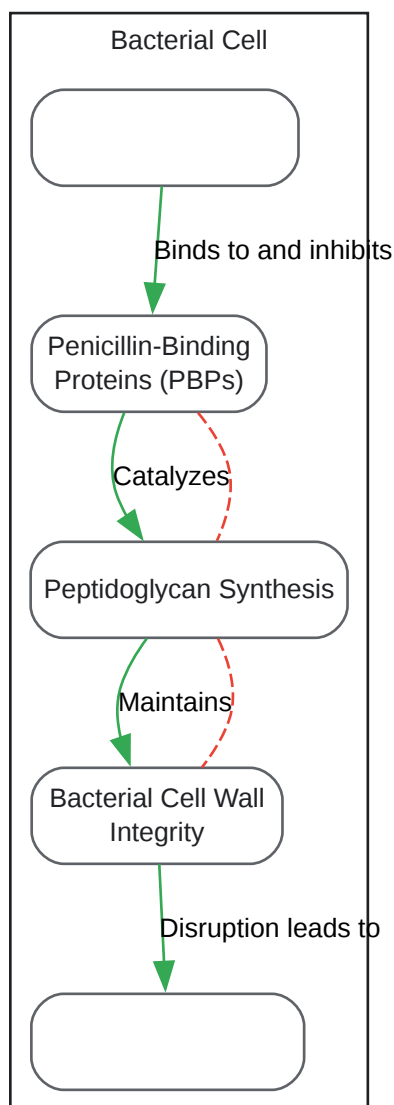 Bacterial Cell
Binds to and inhibits
Penicillin-Binding
Proteins (PBPs)
Catalyzes
Peptidoglycan Synthesis
Maintains
Bacterial Cell Wall
Integrity
Disruption leads to